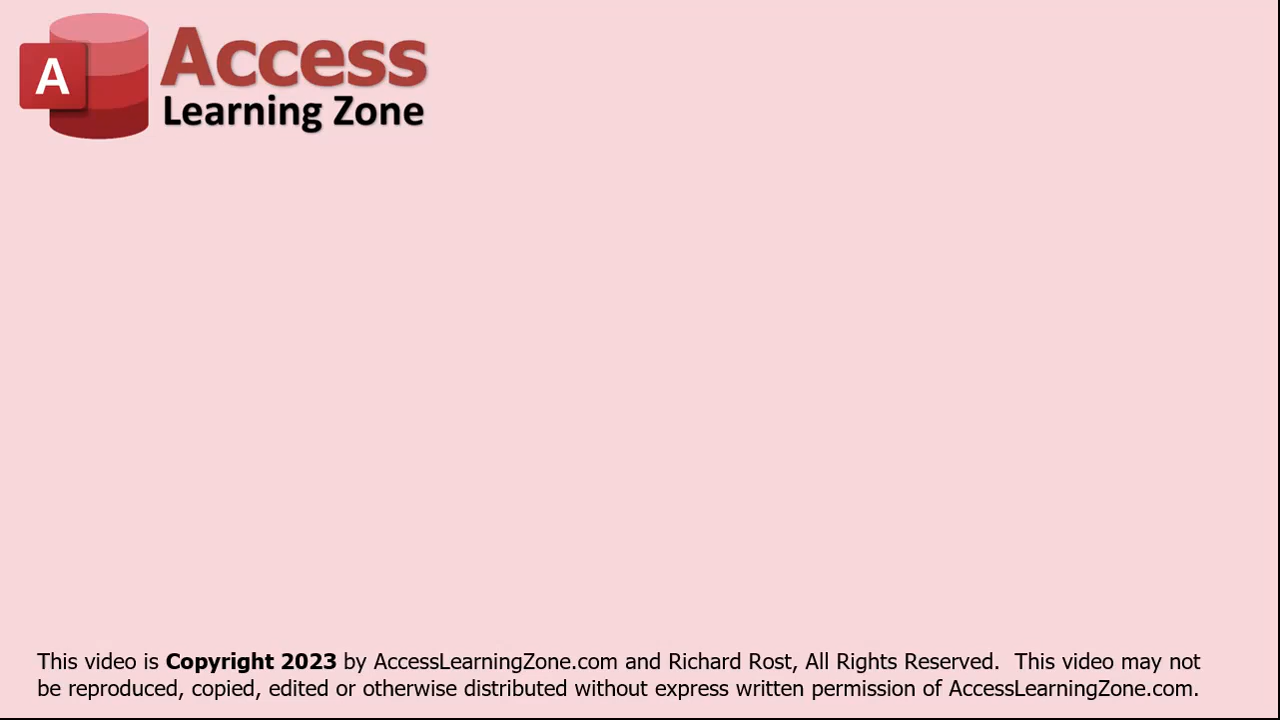 A
Access
Learning Zone
This video is Copyright 2023 by AccessLearningZone.com and Richard Rost, All Rights Reserved.  This video may not
be reproduced, copied, edited or otherwise distributed without express written permission of AccessLearningZone.com.